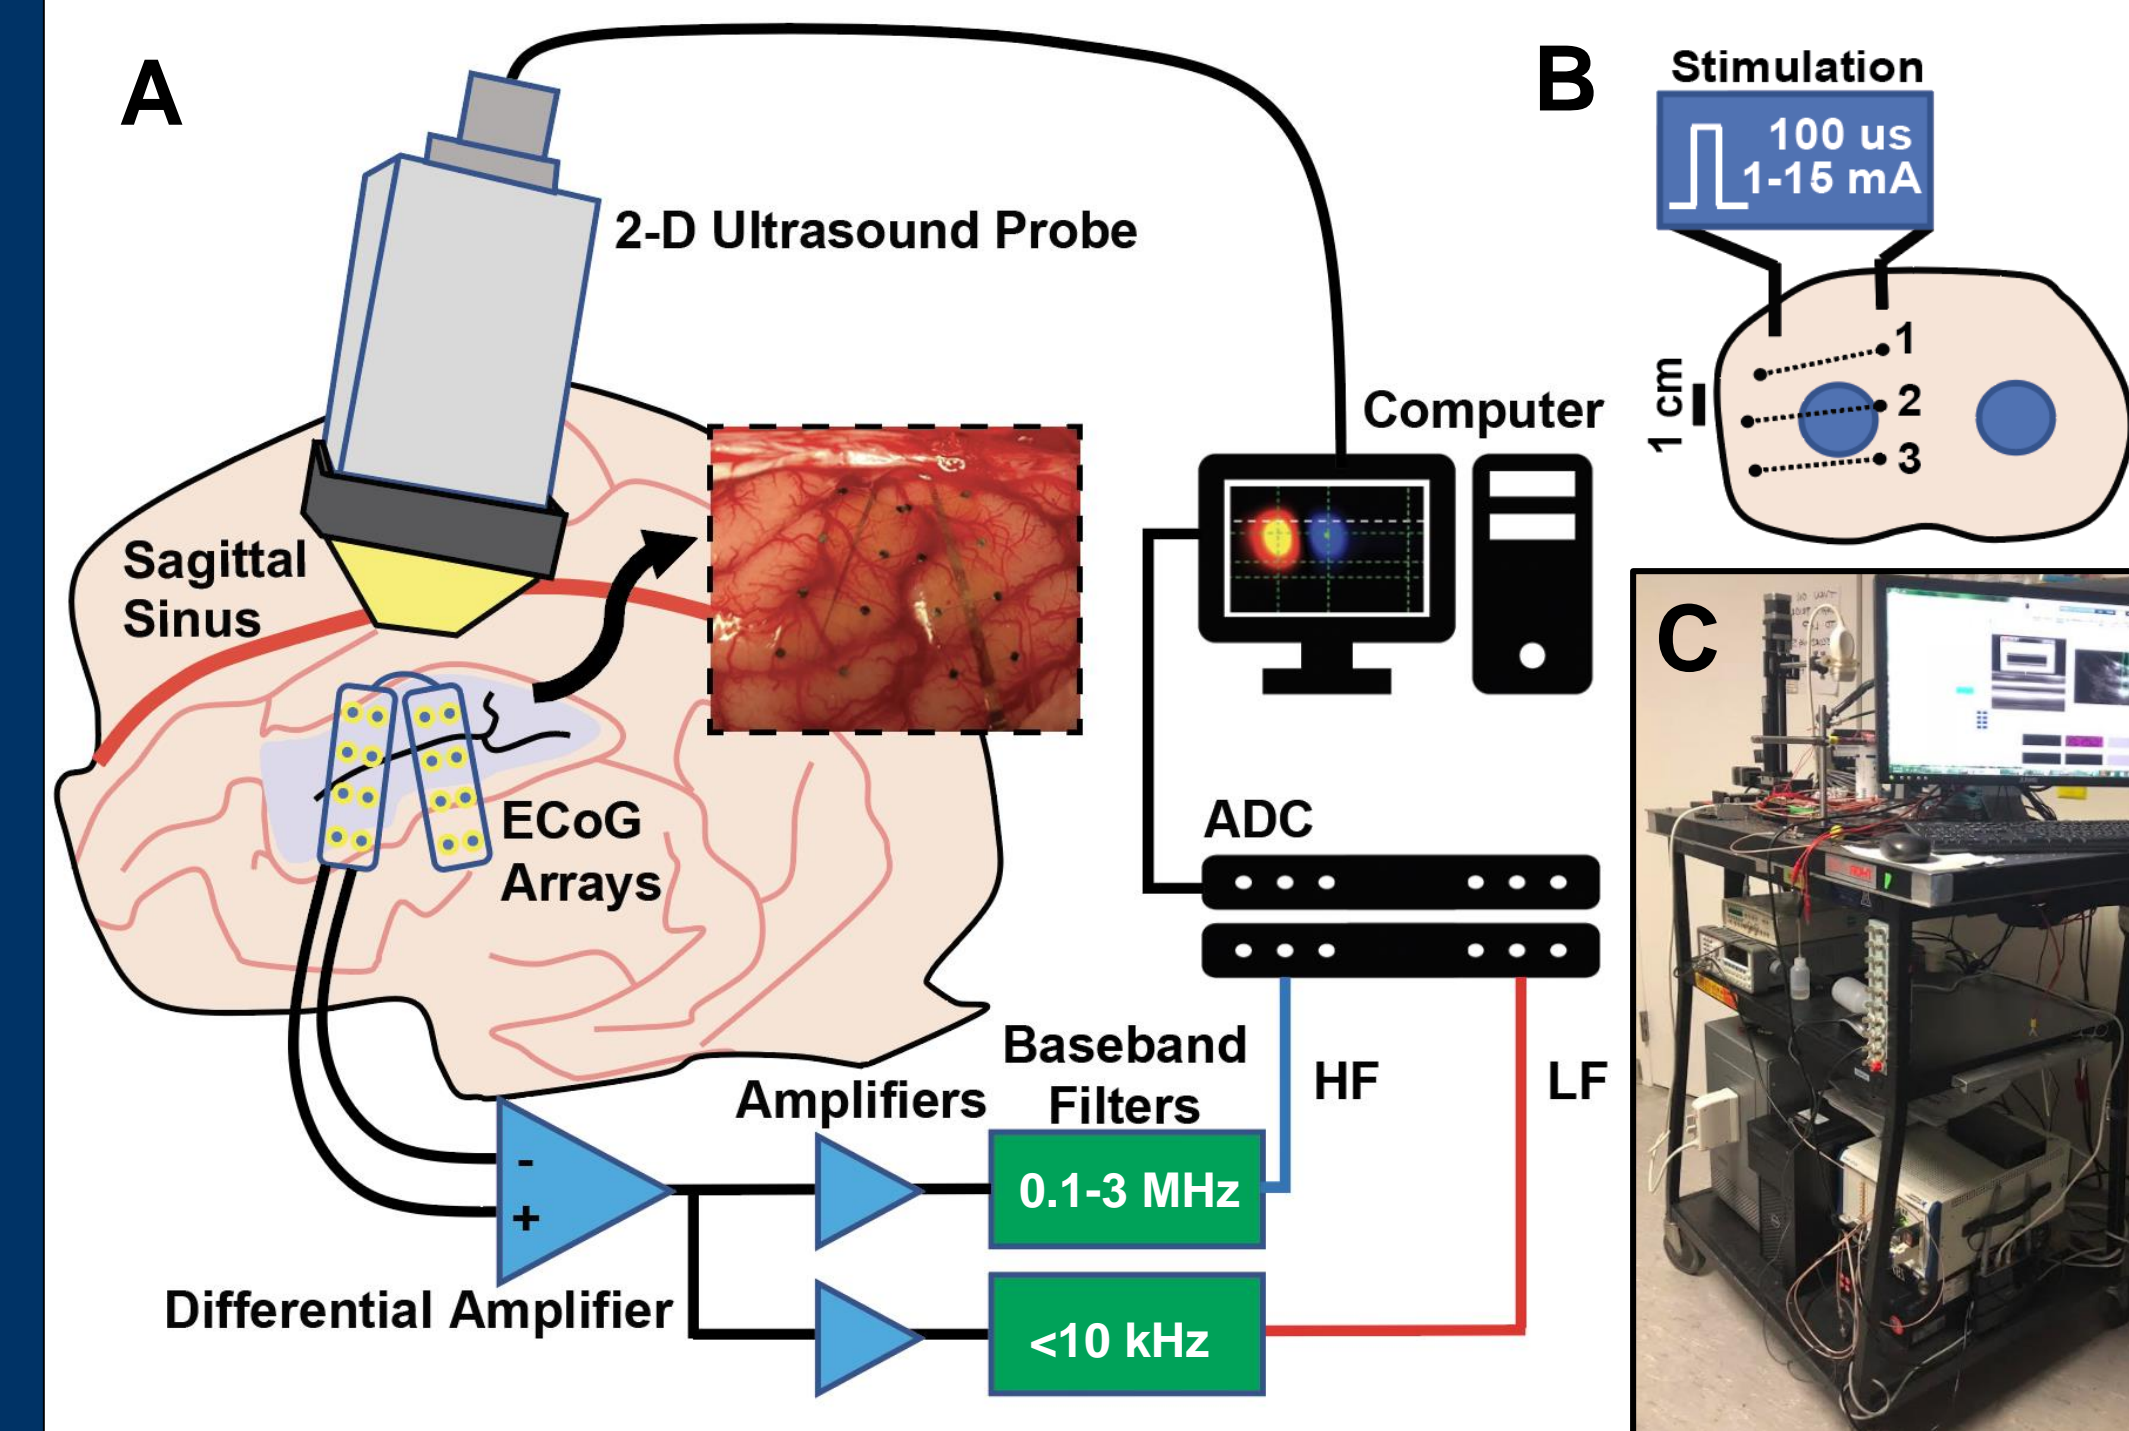 A
2-D Ultrasound Probe
Sagittal
Sinus
ECoG
Arrays
Computer
ADC
Baseband
Filters
Amplifiers
HF
LF
-
+
0.1-3 MHz
<10 kHz
Differential Amplifier
B
Stimulation
100 us
1-15 mA
1
2
3
1 cm
C